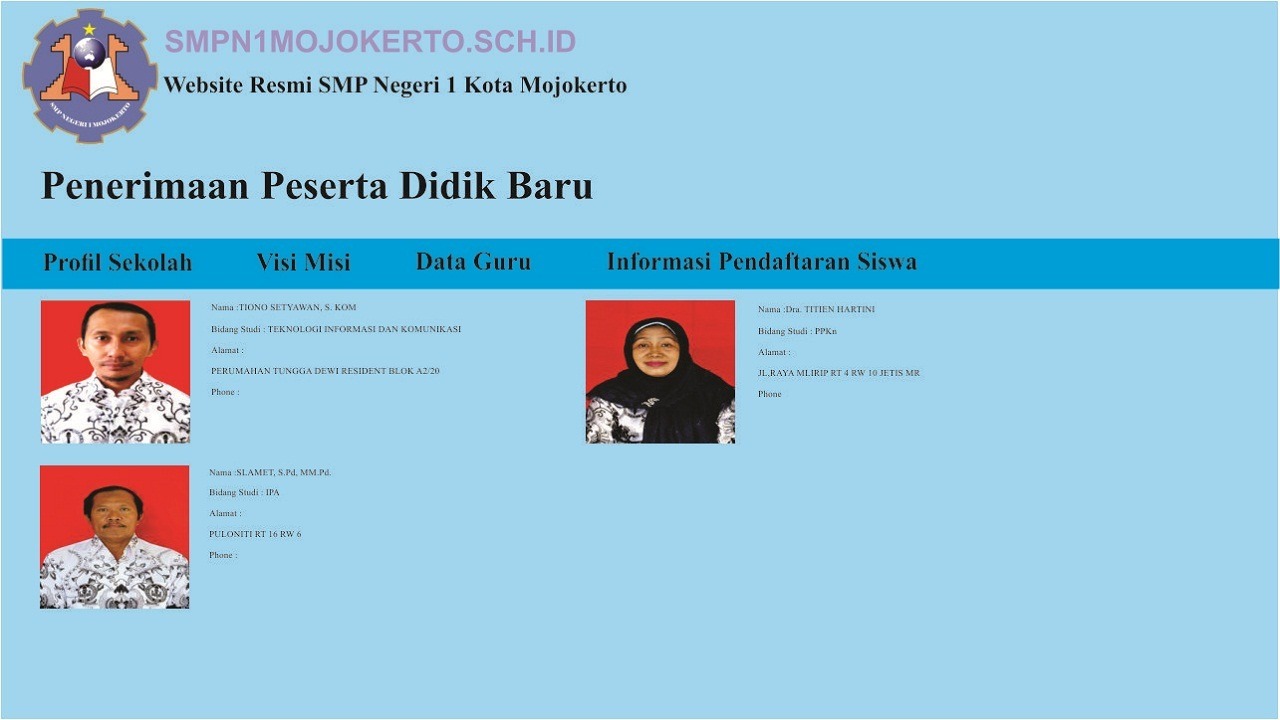 SMPN1MOJOKERTO.SCH.ID
Website Resmi SMP Negeri 1 Kota Mojokerto
SMP NEGERI 1 MOJOKERTO
Penerimaan Peserta Didik Baru
Profil Sekolah Visi Misi Data Guru Informasi Pendaftaran Siswa
Nama :TIONO SETYAWAN, S. KOM
Bidang Studi : TEKNOLOGI INFORMASI DAN KOMUNIKASI
Alamat :
PERUMAHAN TUNGGA DEWI RESIDENT BLOK A2/20
Phone :
Nama :Dra. TITIEN HARTINI
Bidang Studi : PPKn
Alamat :
JL,RAYA MLIRIP RT 4 RW 10 JETIS MR
Phone
Nama :SLAMET, S.Pd, MM.Pd.
Bidang Studi : IPA
Alamat :
PULONITI RT 16 RW 6
Phone :